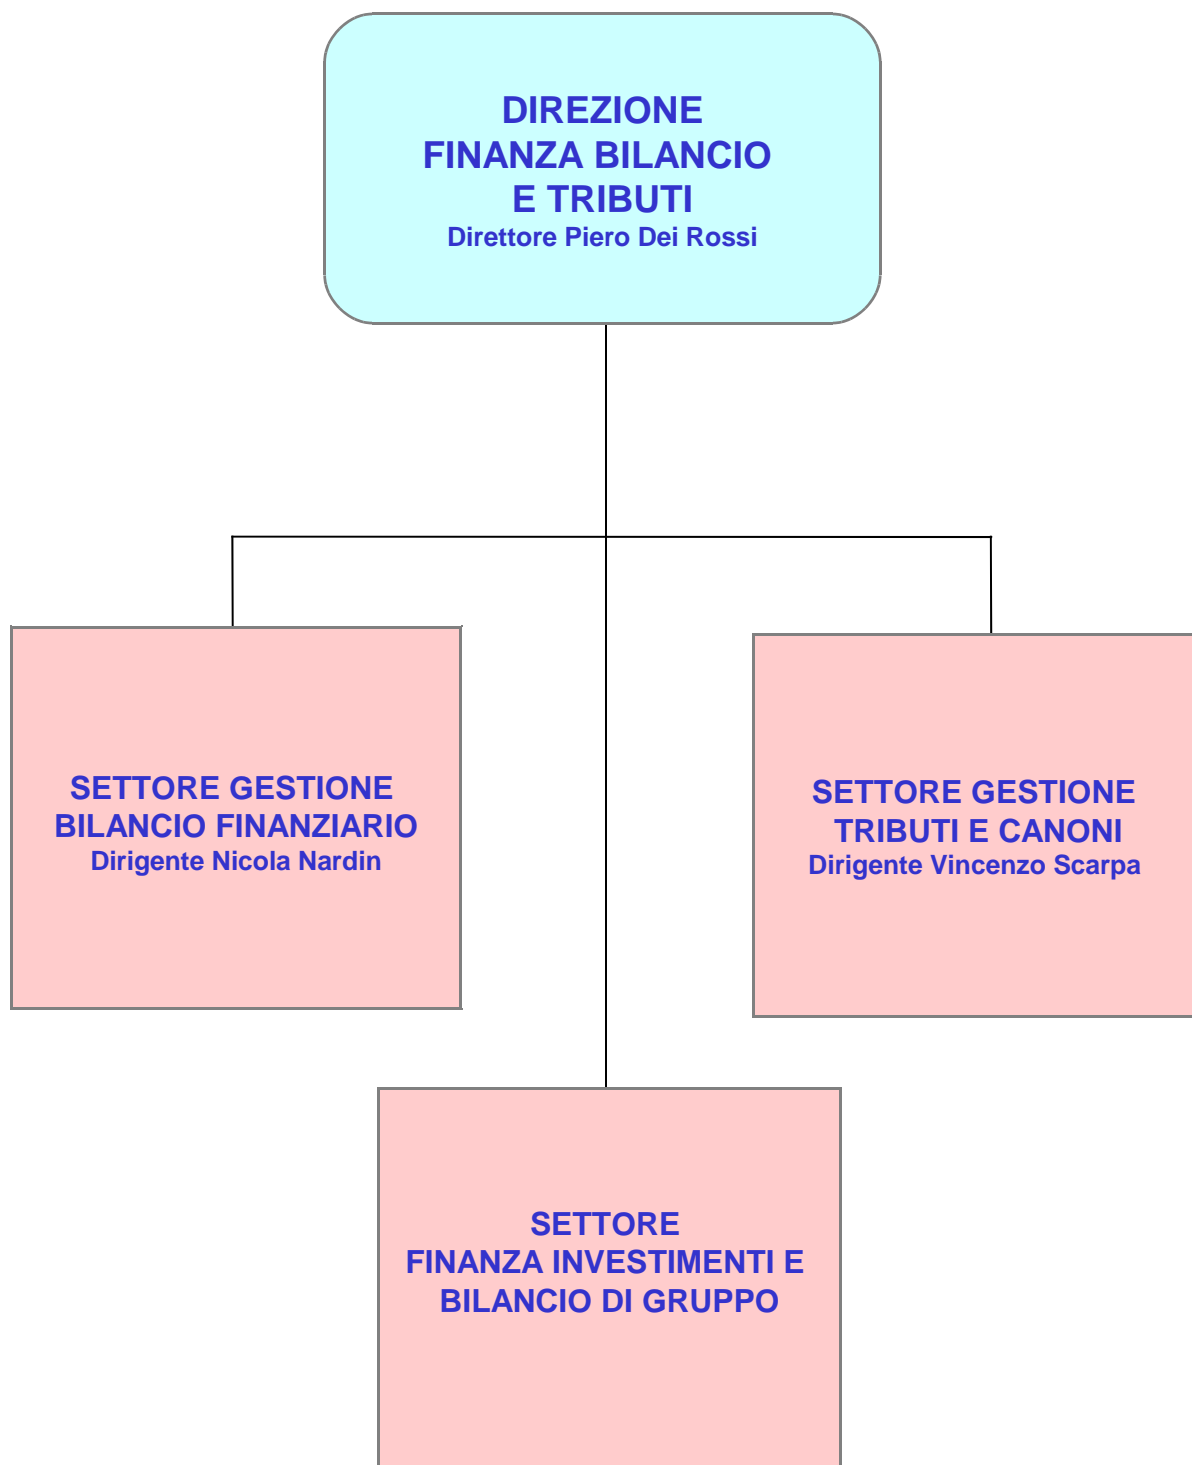 DIREZIONE
FINANZA BILANCIO
E TRIBUTI
Direttore Piero Dei Rossi
SETTORE GESTIONE
BILANCIO FINANZIARIO
Dirigente Nicola Nardin
SETTORE GESTIONE
TRIBUTI E CANONI
Dirigente Vincenzo Scarpa
SETTORE
FINANZA INVESTIMENTI E
BILANCIO DI GRUPPO